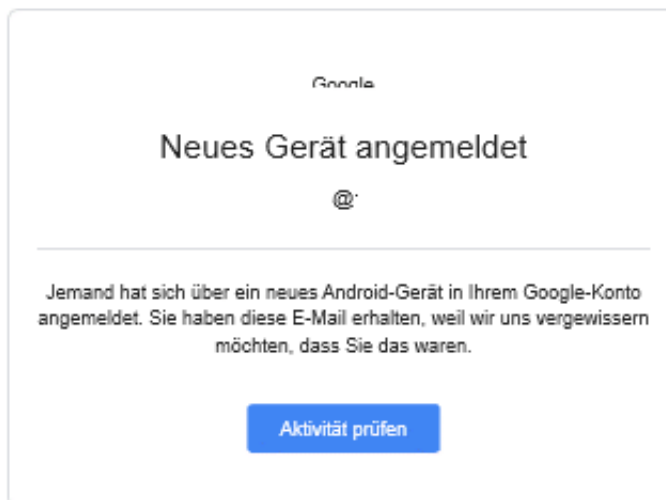 Google
Neues Gerät angemeldet
@
Jemand hat sich über ein neues Android-Gerät in Ihrem Google-Konto
angemeldet. Sie haben diese E-Mail erhalten, weil wir uns vergewissern
möchten, dass Sie das waren.
Aktivität prüfen